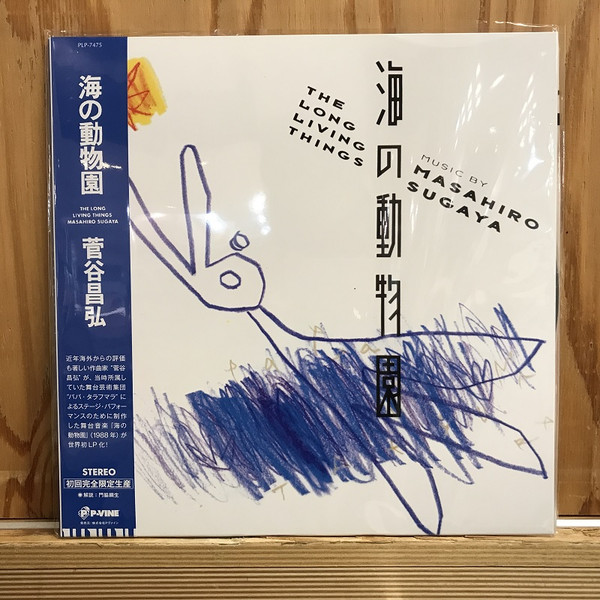 PLP-7475
海の動物園
THE LONG
LIVING THINGS
MASAHIRO SUGAYA
菅谷昌弘
近年海外からの評価
も著しい作曲家“菅谷
昌弘”が、当時所属し
ていた舞台芸術集団
“パパ・タラフマラ”に
よるステージ・パフォー
マンスのために制作
した舞台音楽『海の
動物園』(1988年)が
世界初LP化!
STEREO
初回完全限定生産
P-VINE
THE
LONG
LIVING
THINGS
海の動物園
MUSIC BY
MASAHIRO
SUGAYA